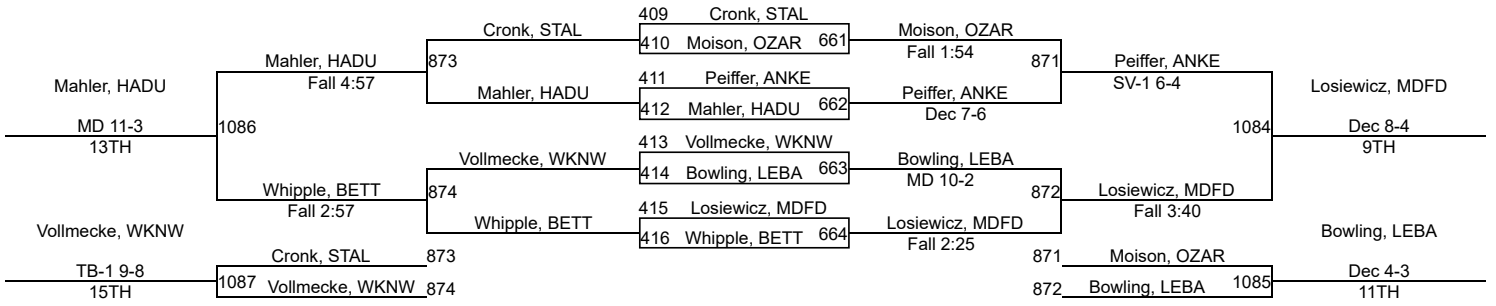 409 Cronk, STAL
Cronk, STAL
410 Moison, OZAR 661
Moison, OZAR
Fall 1:54
Mahler, HADU
Fall 4:57
873
871
Peiffer, ANKE
SV-1 6-4
411 Peiffer, ANKE
Mahler, HADU
412 Mahler, HADU 662
Peiffer, ANKE
Dec 7-6
Mahler, HADU
Losiewicz, MDFD
MD 11-3
13TH
1086
1084
Dec 8-4
9TH
413 Vollmecke, WKNW
Vollmecke, WKNW
414 Bowling, LEBA 663
Bowling, LEBA
MD 10-2
Whipple, BETT
Fall 2:57
874
872
Losiewicz, MDFD
Fall 3:40
415 Losiewicz, MDFD
Whipple, BETT
416 Whipple, BETT 664
Losiewicz, MDFD
Fall 2:25
Vollmecke, WKNW
Bowling, LEBA
Cronk, STAL 873
871 Moison, OZAR
TB-1 9-8
15TH
1087
Vollmecke, WKNW 874
872 Bowling, LEBA
1085
Dec 4-3
11TH